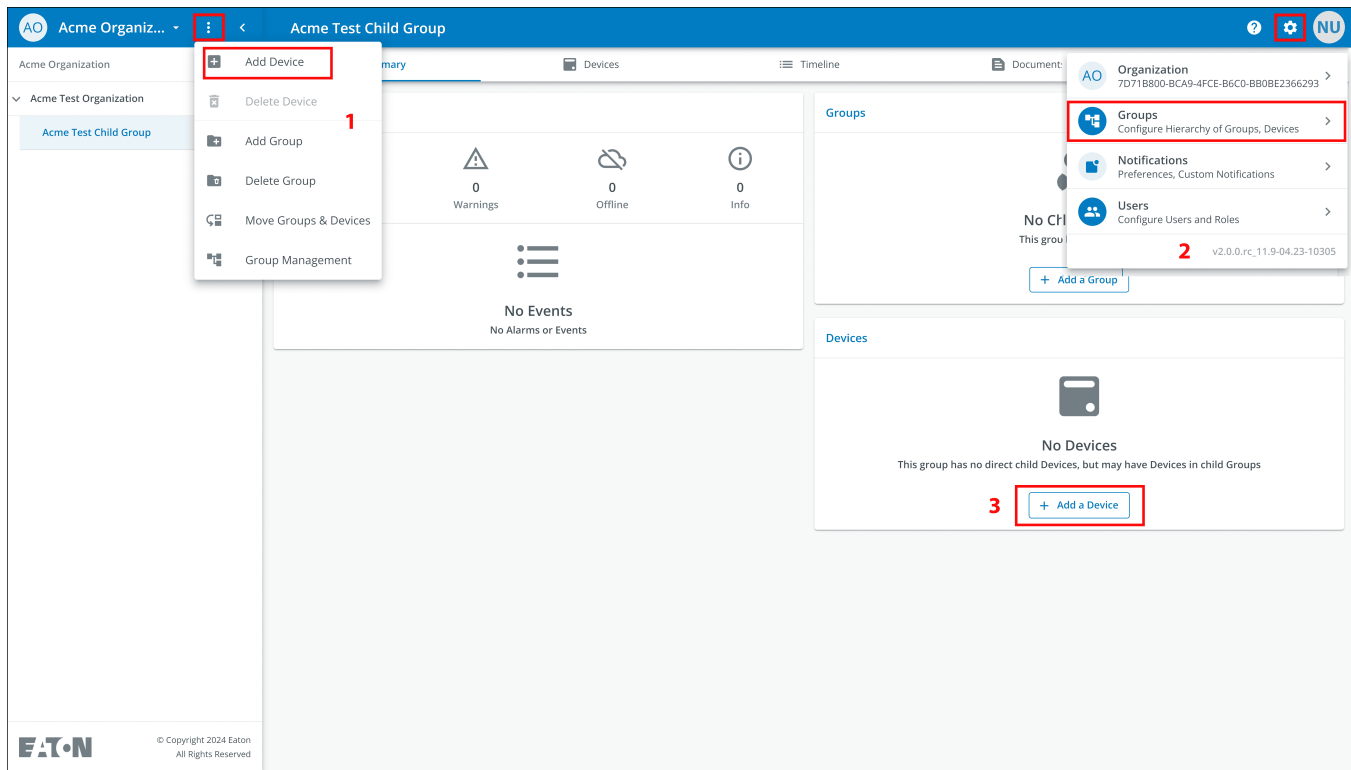 AO Acme Organiz...
Acme Test Child Group
NU
Acme Organization
Acme Test Organization
Acme Test Child Group
Add Device
Delete Device
1
Add Group
Delete Group
Move Groups & Devices
Group Management
mary
Devices
Timeline
Document
0
Warnings
0
Offline
0
Info
No Events
No Alarms or Events
Groups
No Ch
This grou
+ Add a Group
AO
Organization
7D71B800-BCA9-4FCE-B6C0-BB0BE2366293
Groups
Configure Hierarchy of Groups, Devices
Notifications
Preferences, Custom Notifications
Users
Configure Users and Roles
2
v2.0.0.rc_11.9-04.23-10305
Devices
No Devices
This group has no direct child Devices, but may have Devices in child Groups
3
+ Add a Device
EATON
© Copyright 2024 Eaton
All Rights Reserved